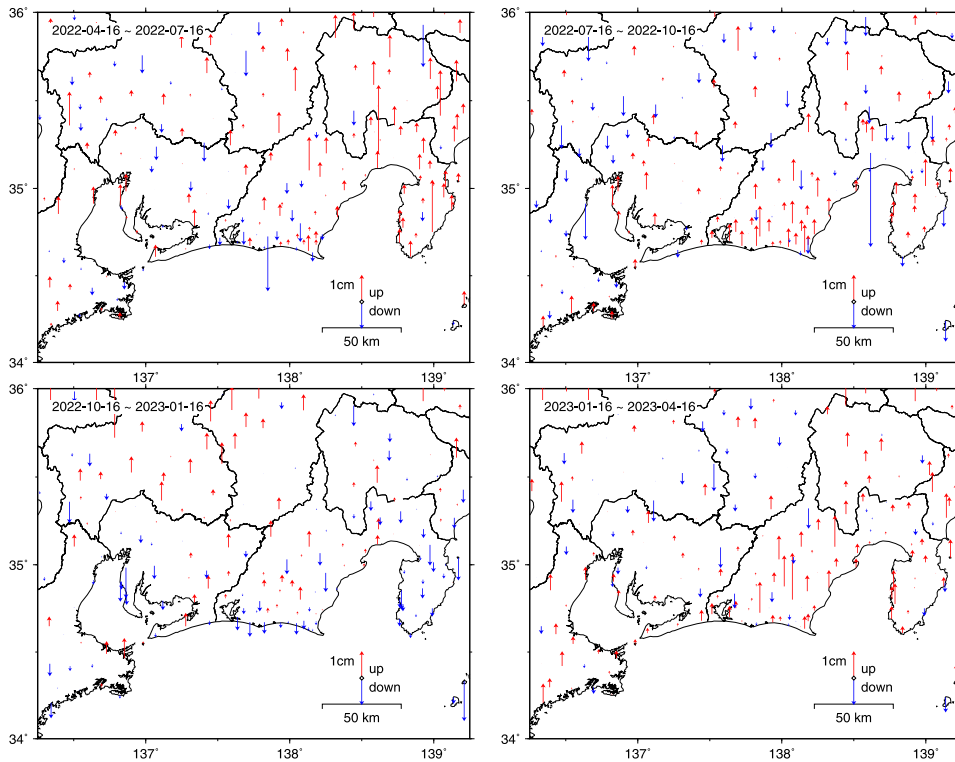 36˚
2022-04-16 ~ 2022-07-16
35˚
1cm
up
down
50 km
34˚
137˚
138˚
139˚
36˚
2022-07-16 ~ 2022-10-16
35˚
1cm
up
down
50 km
34˚
137˚
138˚
139˚
36˚
2022-10-16 ~ 2023-01-16
35˚
1cm
up
down
50 km
34˚
137˚
138˚
139˚
36˚
2023-01-16 ~ 2023-04-16
35˚
1cm
up
down
50 km
34˚
137˚
138˚
139˚